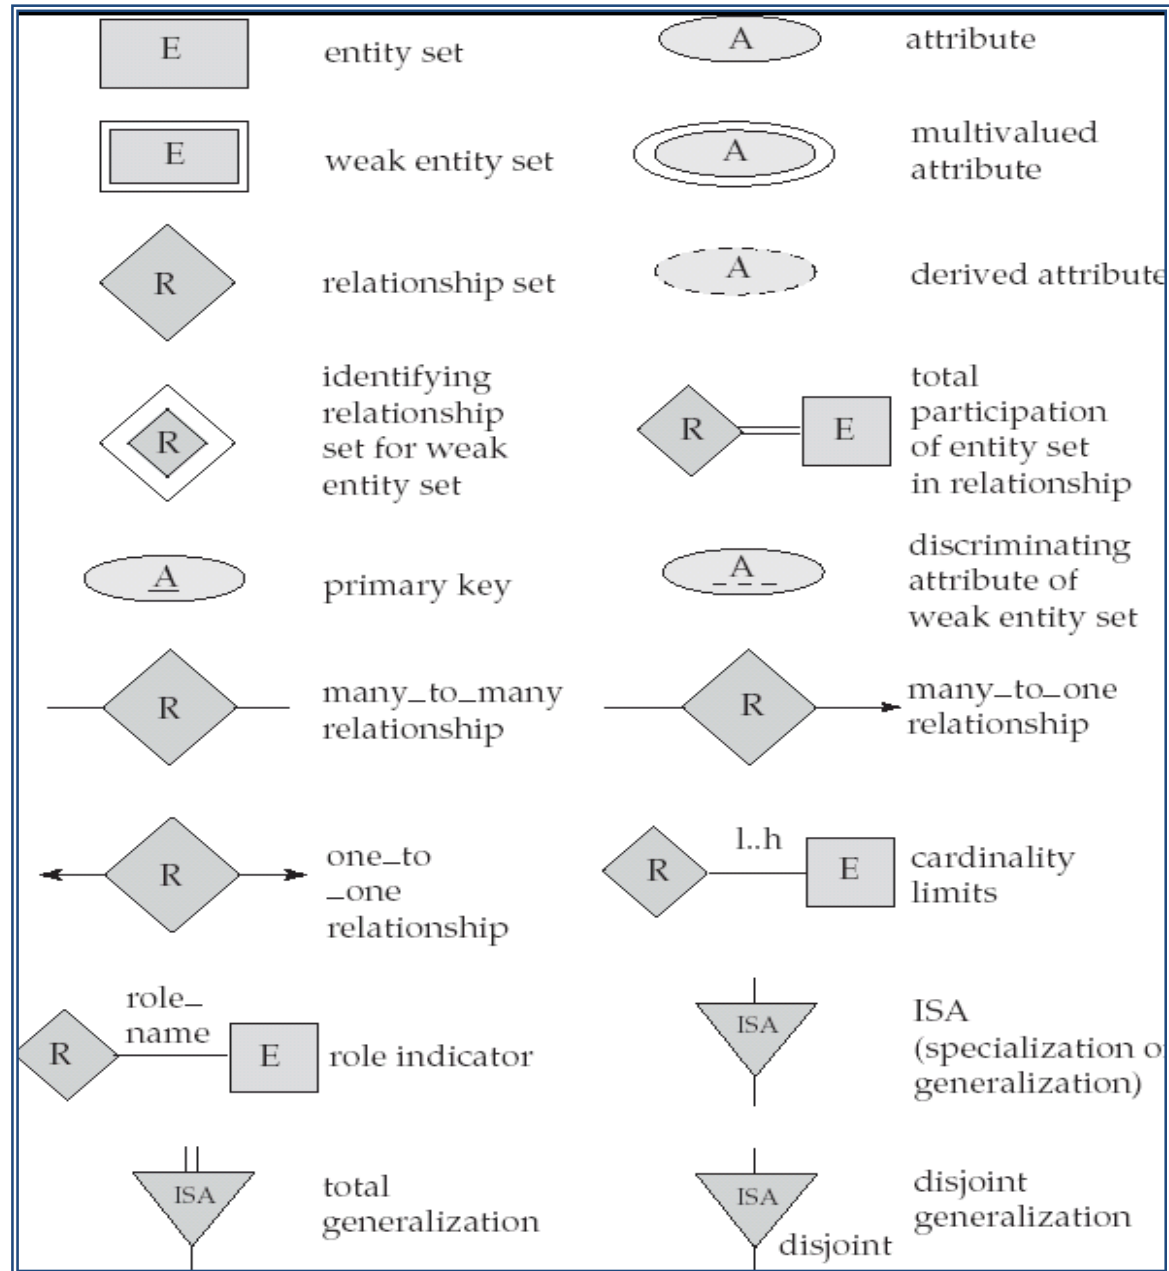 E
entity set
A
attribute
E
weak entity set
A
multivalued
attribute
R
relationship set
A
derived attribute
R
identifying
relationship
set for weak
entity set
R
E
total
participation
of entity set
in relationship
A
primary key
A
discriminating
attribute of
weak entity set
R
many_to_many
relationship
R
many_to_one
relationship
R
one_to
_one
relationship
R
l..h
E
cardinality
limits
R
role_
name
E
role indicator
ISA
ISA
(specialization o
generalization)
ISA
total
generalization
ISA
disjoint
disjoint
generalization